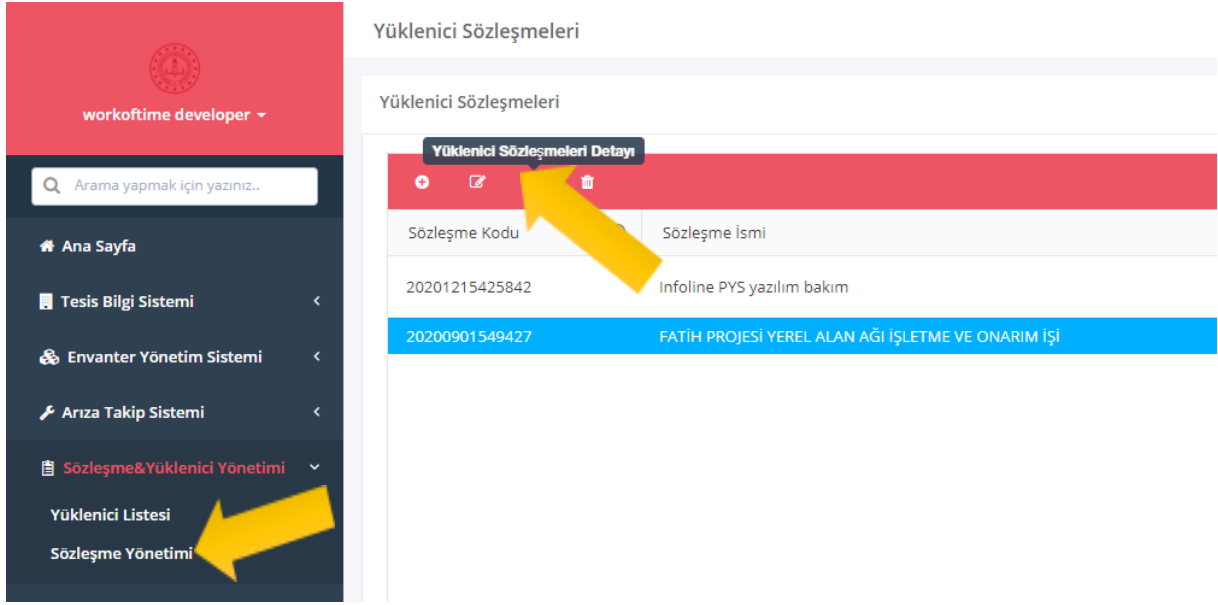 workoftime developer
Arama yapmak için yazınız..
Ana Sayfa
Tesis Bilgi Sistemi
Envanter Yönetim Sistemi
Arıza Takip Sistemi
Sözleşme&Yüklenici Yönetimi
Yüklenici Listesi
Sözleşme Yönetimi
Yüklenici Sözleşmeleri
Yüklenici Sözleşmeleri
Yüklenici Sözleşmeleri Detayı
Sözleşme Kodu Sözleşme İsmi
20201215425842 Infoline PYS yazılım bakım
20200901549427 FATİH PROJESİ YEREL ALAN AĞI İŞLETME VE ONARIM İŞİ